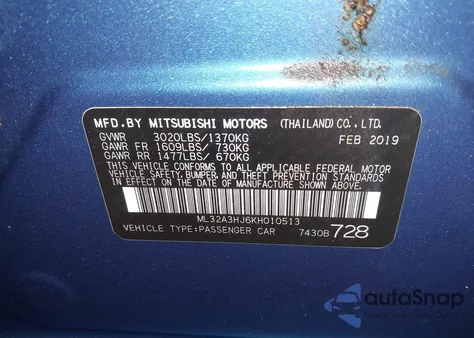 MFD.BY MITSUBISHI MOTORS (THAILAND)CO.,LTD.
GVWR 3020LBS/1370KG FEB 2019
GAWR FR 1609LBS/ 730KG
GAWR RR 1477LBS/ 670KG
THIS VEHICLE CONFORMS TO ALL APPLICABLE FEDERAL MOTOR
VEHICLE SAFETY, BUMPER, AND THEFT PREVENTION STANDARDS
IN EFFECT ON THE DATE OF MANUFACTURE SHOWN ABOVE.
ML32A3HJ6KH010513
VEHICLE TYPE:PASSENGER CAR 7430B 728
autoSnap